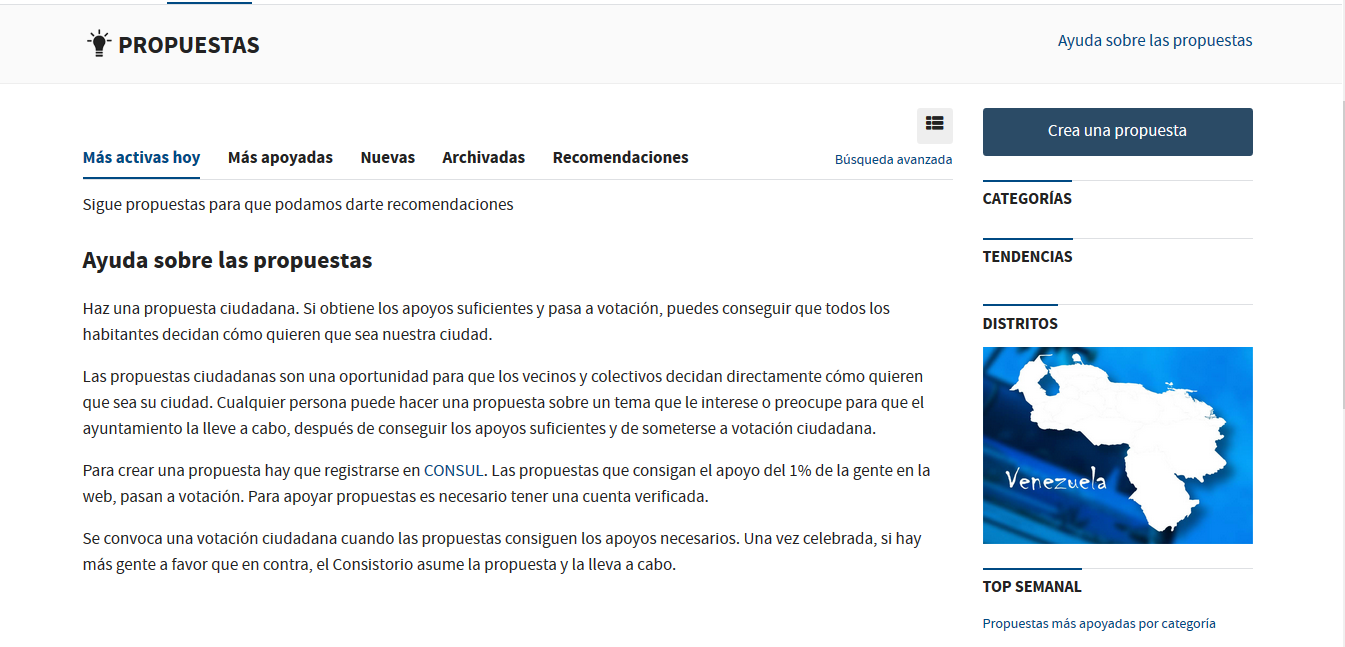 PROPUESTAS
Ayuda sobre las propuestas
Más activas hoy
Más apoyadas
Nuevas
Archivadas
Recomendaciones
Búsqueda avanzada
Sigue propuestas para que podamos darte recomendaciones
Ayuda sobre las propuestas
Haz una propuesta ciudadana. Si obtiene los apoyos suficientes y pasa a votación, puedes conseguir que todos los
habitantes decidan cómo quieren que sea nuestra ciudad.
Las propuestas ciudadanas son una oportunidad para que los vecinos y colectivos decidan directamente cómo quieren
que sea su ciudad. Cualquier persona puede hacer una propuesta sobre un tema que le interese o preocupe para que el
ayuntamiento la lleve a cabo, después de conseguir los apoyos suficientes y de someterse a votación ciudadana.
Para crear una propuesta hay que registrarse en CONSUL. Las propuestas que consigan el apoyo del 1% de la gente en la
web, pasan a votación. Para apoyar propuestas es necesario tener una cuenta verificada.
Se convoca una votación ciudadana cuando las propuestas consiguen los apoyos necesarios. Una vez celebrada, si hay
más gente a favor que en contra, el Consistorio asume la propuesta y la lleva a cabo.
Crea una propuesta
CATEGORÍAS
TENDENCIAS
DISTRITOS
Venezuela
TOP SEMANAL
Propuestas más apoyadas por categoría